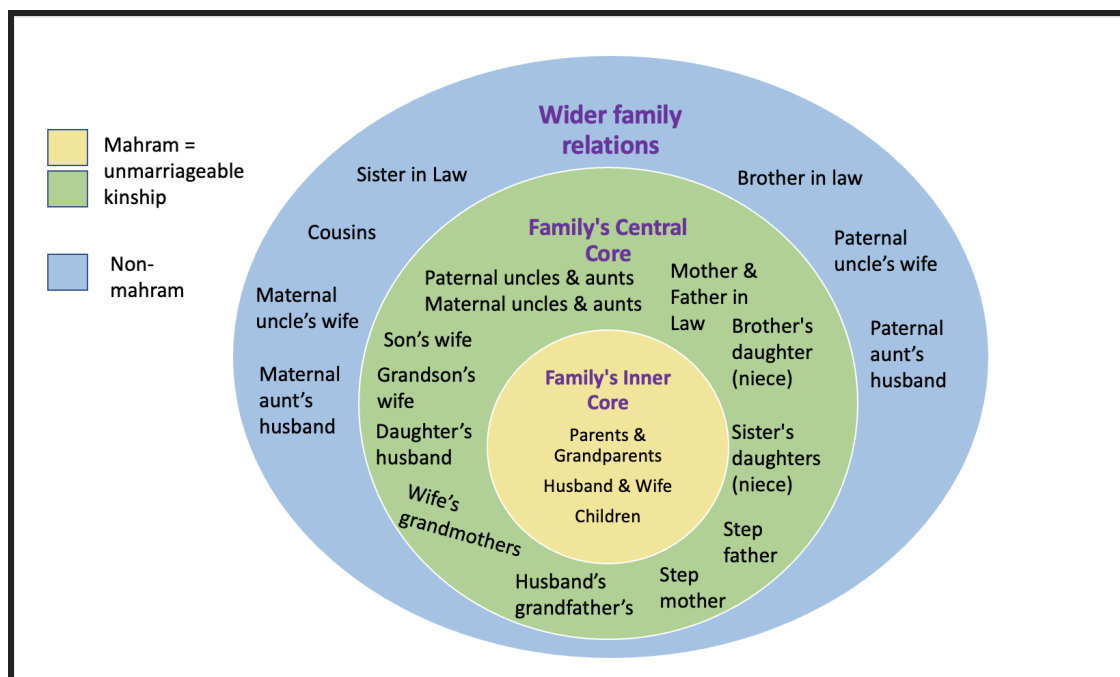 Mahram =
unmarriageable
kinship
Non-
mahram
Wider family
relations
Sister in Law
Brother in law
Cousins
Paternal
uncle's wife
Maternal
uncle's wife
Paternal
aunt's
husband
Maternal
aunt's
husband
Family's Central
Core
Paternal uncles & aunts
Maternal uncles & aunts
Mother &
Father in
Law
Son's wife
Brother's
daughter
(niece)
Grandson's
wife
Daughter's
husband
Sister's
daughters
(niece)
Wife's
grandmothers
Step
father
Husband's
grandfather's
Step
mother
Family's Inner
Core
Parents &
Grandparents
Husband & Wife
Children